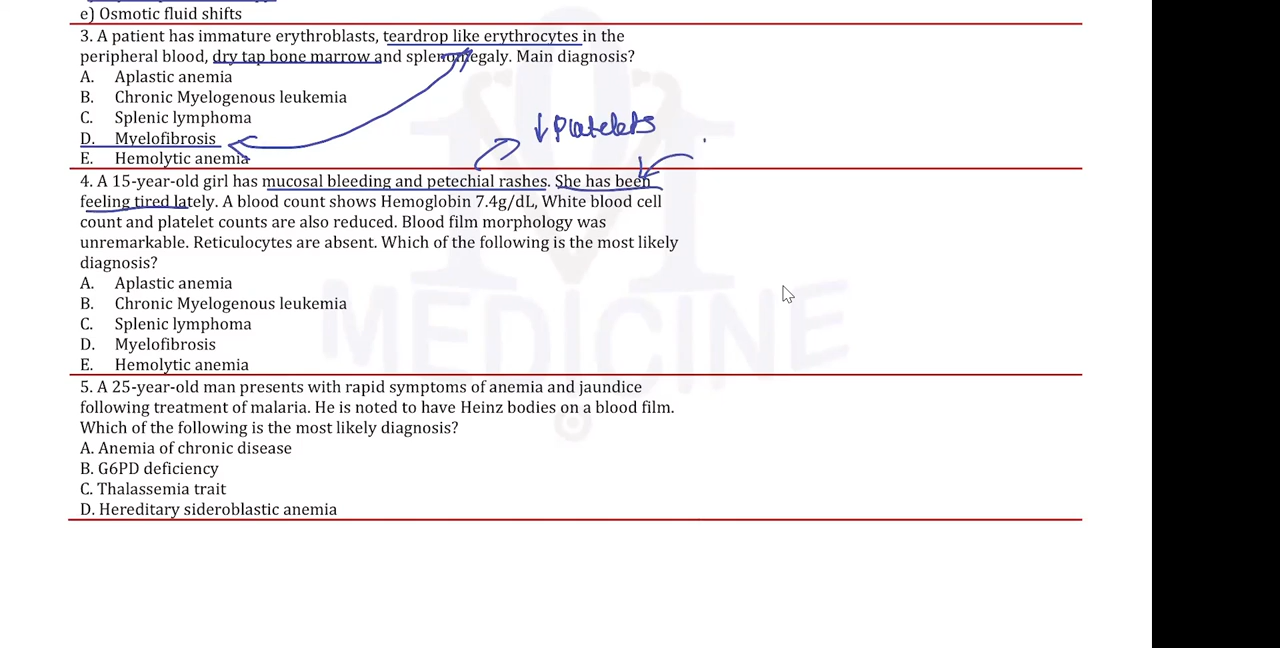 e) Osmotic fluid shifts
3. A patient has immature erythroblasts, teardrop like erythrocytes in the
peripheral blood, dry tap bone marrow and splenomegaly. Main diagnosis?
A. Aplastic anemia
B. Chronic Myelogenous leukemia
C. Splenic lymphoma
D. Myelofibrosis
E. Hemolytic anemia
↓ Platelets
4. A 15-year-old girl has mucosal bleeding and petechial rashes. She has been
feeling tired lately. A blood count shows Hemoglobin 7.4g/dL, White blood cell
count and platelet counts are also reduced. Blood film morphology was
unremarkable. Reticulocytes are absent. Which of the following is the most likely
diagnosis?
A. Aplastic anemia
B. Chronic Myelogenous leukemia
C. Splenic lymphoma
D. Myelofibrosis
E. Hemolytic anemia
MEDICINE
5. A 25-year-old man presents with rapid symptoms of anemia and jaundice
following treatment of malaria. He is noted to have Heinz bodies on a blood film.
Which of the following is the most likely diagnosis?
A. Anemia of chronic disease
B. G6PD deficiency
C. Thalassemia trait
D. Hereditary sideroblastic anemia